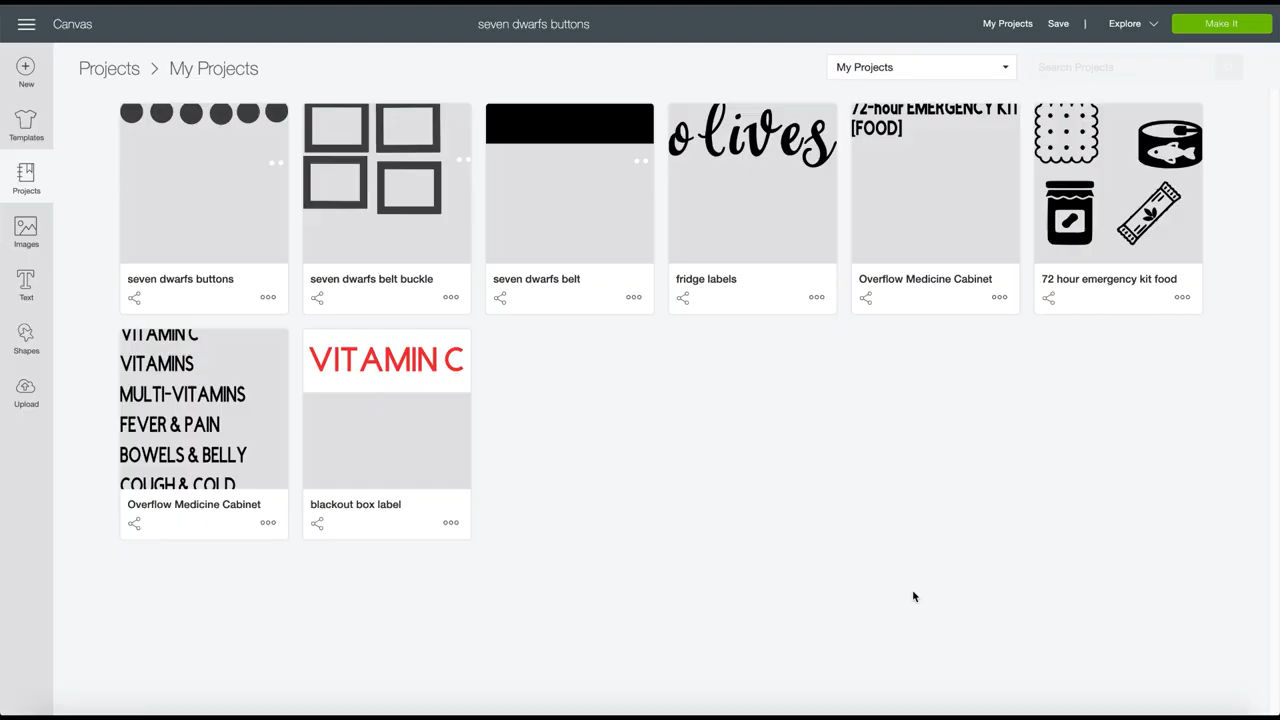 Canvas
seven dwarfs buttons
My Projects
Save
|
Explore
Make It
New
Templates
Projects
Images
Text
Shapes
Upload
Projects > My Projects
My Projects
Search Projects
olives
72-hour EMERGENCY KIT
[FOOD]
seven dwarfs buttons
seven dwarfs belt buckle
seven dwarfs belt
fridge labels
Overflow Medicine Cabinet
72 hour emergency kit food
VITAMIN C
VITAMINS
MULTI-VITAMINS
FEVER & PAIN
BOWELS & BELLY
COUGH & COLD
VITAMIN C
Overflow Medicine Cabinet
blackout box label